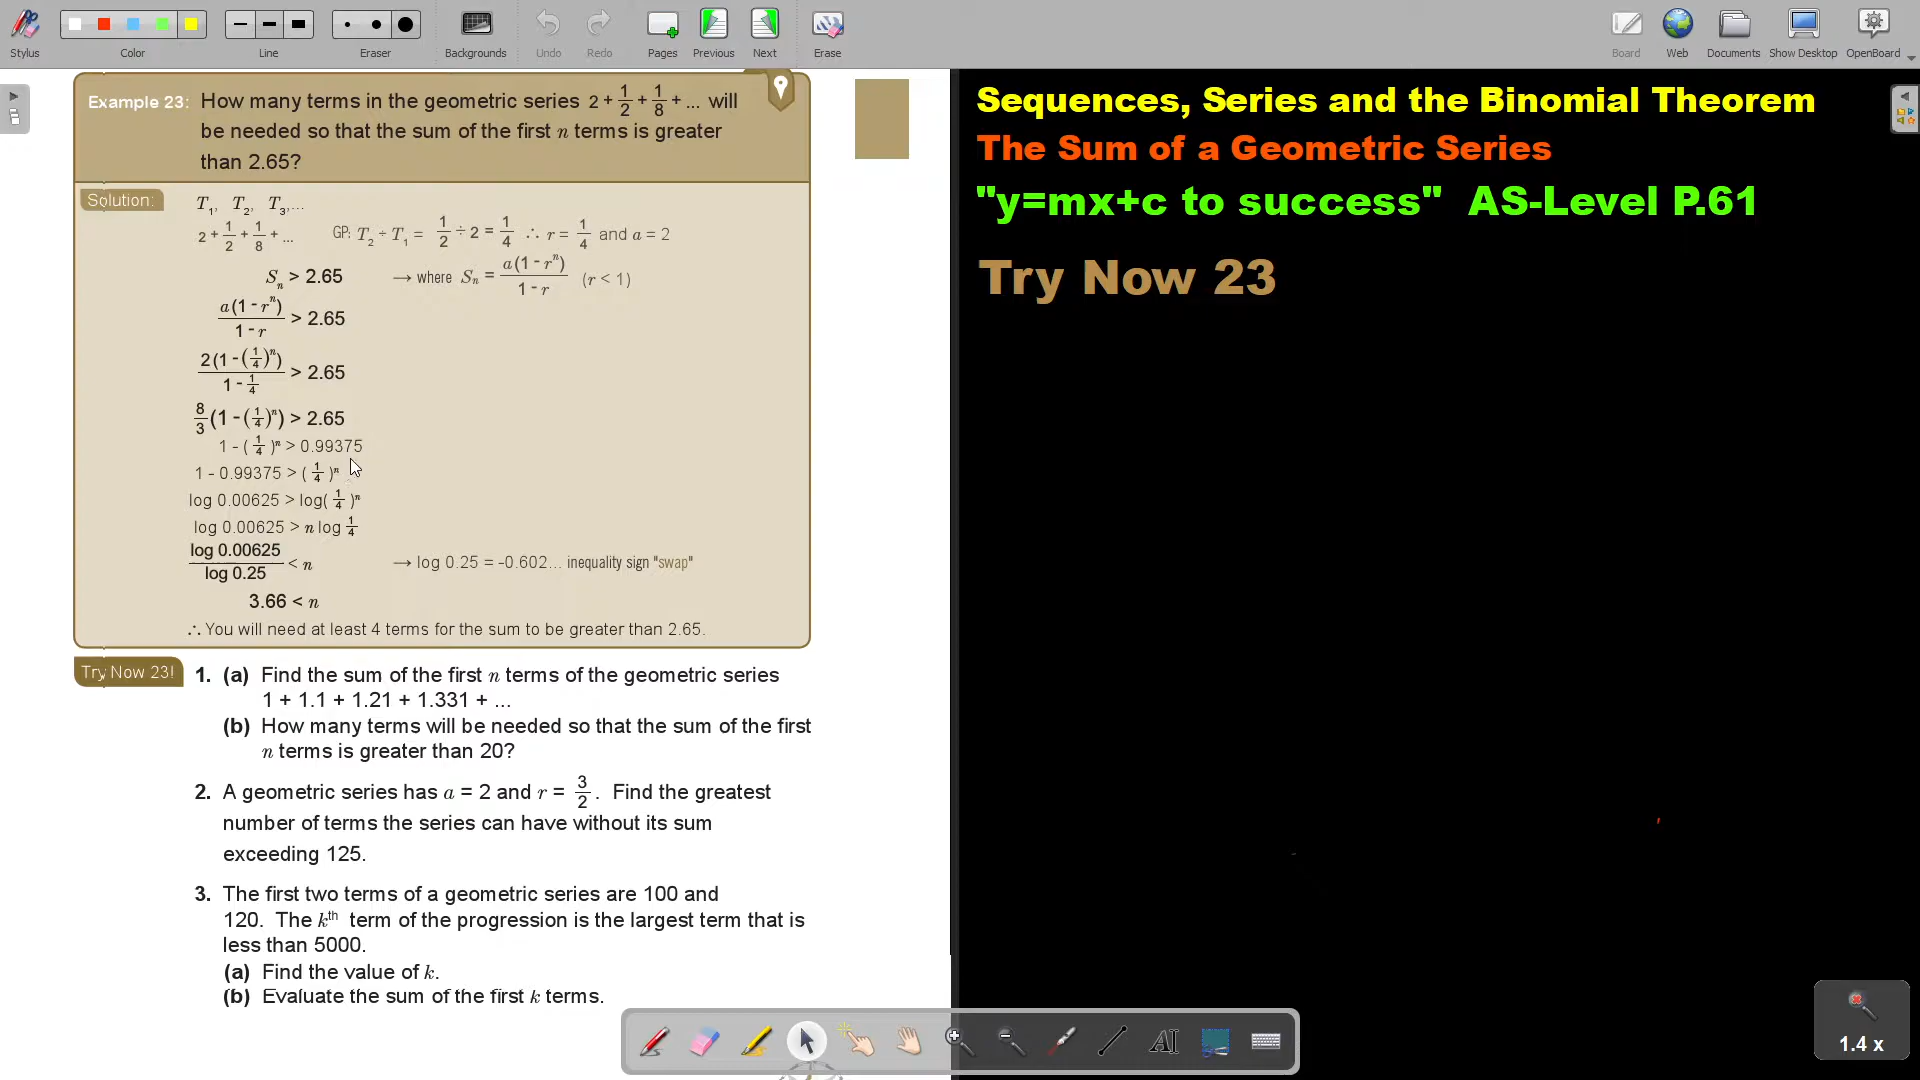 Stylus
Color
Line
Eraser
Backgrounds
Undo
Redo
Pages
Previous
Next
Erase
Board
Web
Documents
Show Desktop
OpenBoard
Example 23: How many terms in the geometric series 2 + 1/2 + 1/8 + ... will
be needed so that the sum of the first n terms is greater
than 2.65?
Solution:
T₁, T₂, T₃,...
2 + 1/2 + 1/8 + ... GP: T₂ ÷ T₁ = 1/2 ÷ 2 = 1/4 ∴ r = 1/4 and a = 2
Sₙ > 2.65 → where Sₙ = a(1 - rⁿ)/(1 - r) (r < 1)
a(1 - rⁿ)/(1 - r) > 2.65
2(1 - (1/4)ⁿ)/(1 - 1/4) > 2.65
8/3 (1 - (1/4)ⁿ) > 2.65
1 - (1/4)ⁿ > 0.99375
1 - 0.99375 > (1/4)ⁿ
log 0.00625 > log(1/4)ⁿ
log 0.00625 > n log 1/4
log 0.00625/log 0.25 < n → log 0.25 = -0.602... inequality sign "swap"
3.66 < n
∴ You will need at least 4 terms for the sum to be greater than 2.65.
Try Now 23!
1. (a) Find the sum of the first n terms of the geometric series
1 + 1.1 + 1.21 + 1.331 + ...
(b) How many terms will be needed so that the sum of the first
n terms is greater than 20?
2. A geometric series has a = 2 and r = 3/2. Find the greatest
number of terms the series can have without its sum
exceeding 125.
3. The first two terms of a geometric series are 100 and
120. The kᵗʰ term of the progression is the largest term that is
less than 5000.
(a) Find the value of k.
(b) Evaluate the sum of the first k terms.
Sequences, Series and the Binomial Theorem
The Sum of a Geometric Series
"y=mx+c to success" AS-Level P.61
Try Now 23
1.4 x